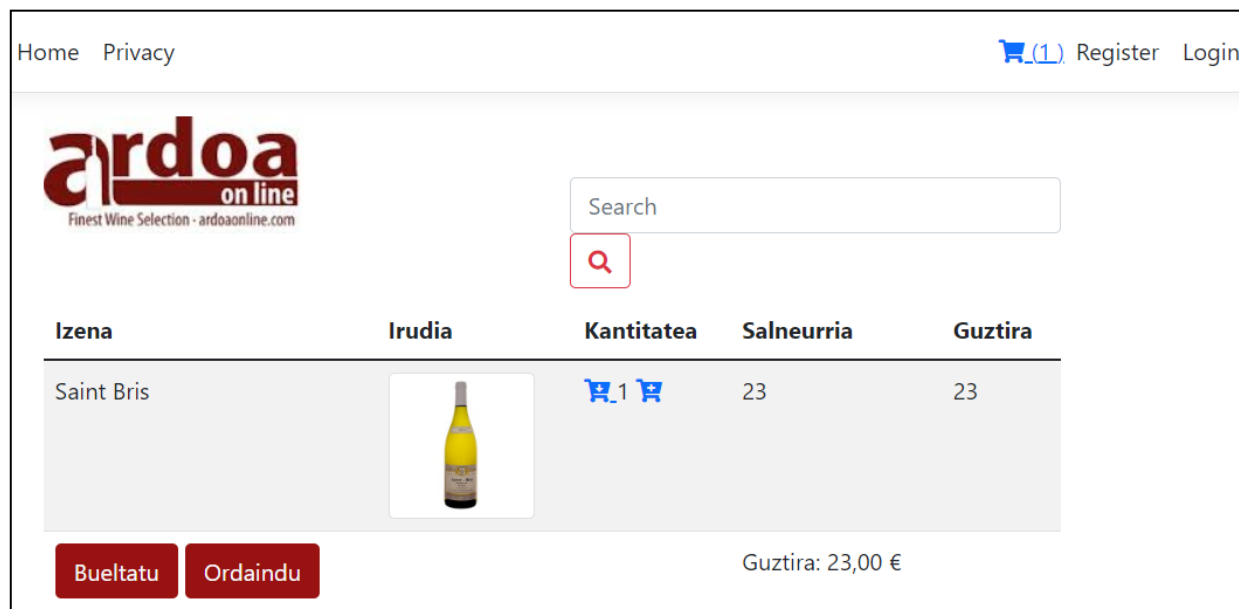 Home Privacy (1 ) Register Login
ardoa
on line
Finest Wine Selection - ardoaonline.com
Search
Izena Irudia Kantitatea Salneurria Guztira
Saint Bris 1 23 23
Bueltatu Ordaindu Guztira: 23,00 €